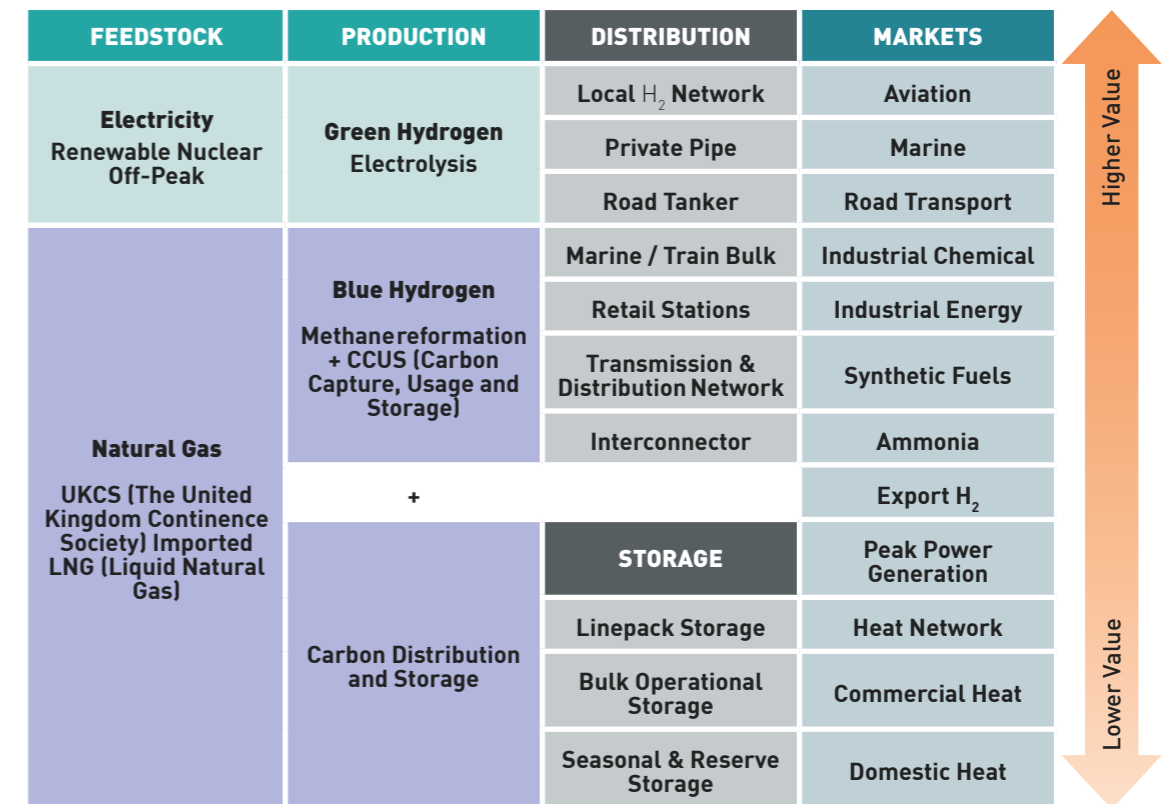 FEEDSTOCK
PRODUCTION
DISTRIBUTION
MARKETS
Electricity
Renewable Nuclear
Off-Peak
Green Hydrogen
Electrolysis
Local H₂ Network
Aviation
Private Pipe
Marine
Road Tanker
Road Transport
Natural Gas
UKCS (The United
Kingdom Continence
Society) Imported
LNG (Liquid Natural
Gas)
Blue Hydrogen
Methanereformation
+ CCUS (Carbon
Capture, Usage and
Storage)
Marine / Train Bulk
Industrial Chemical
Retail Stations
Industrial Energy
Transmission &
Distribution Network
Synthetic Fuels
Interconnector
Ammonia
+
Export H₂
Carbon Distribution
and Storage
STORAGE
Peak Power
Generation
Linepack Storage
Heat Network
Bulk Operational
Storage
Commercial Heat
Seasonal & Reserve
Storage
Domestic Heat
Higher Value
Lower Value